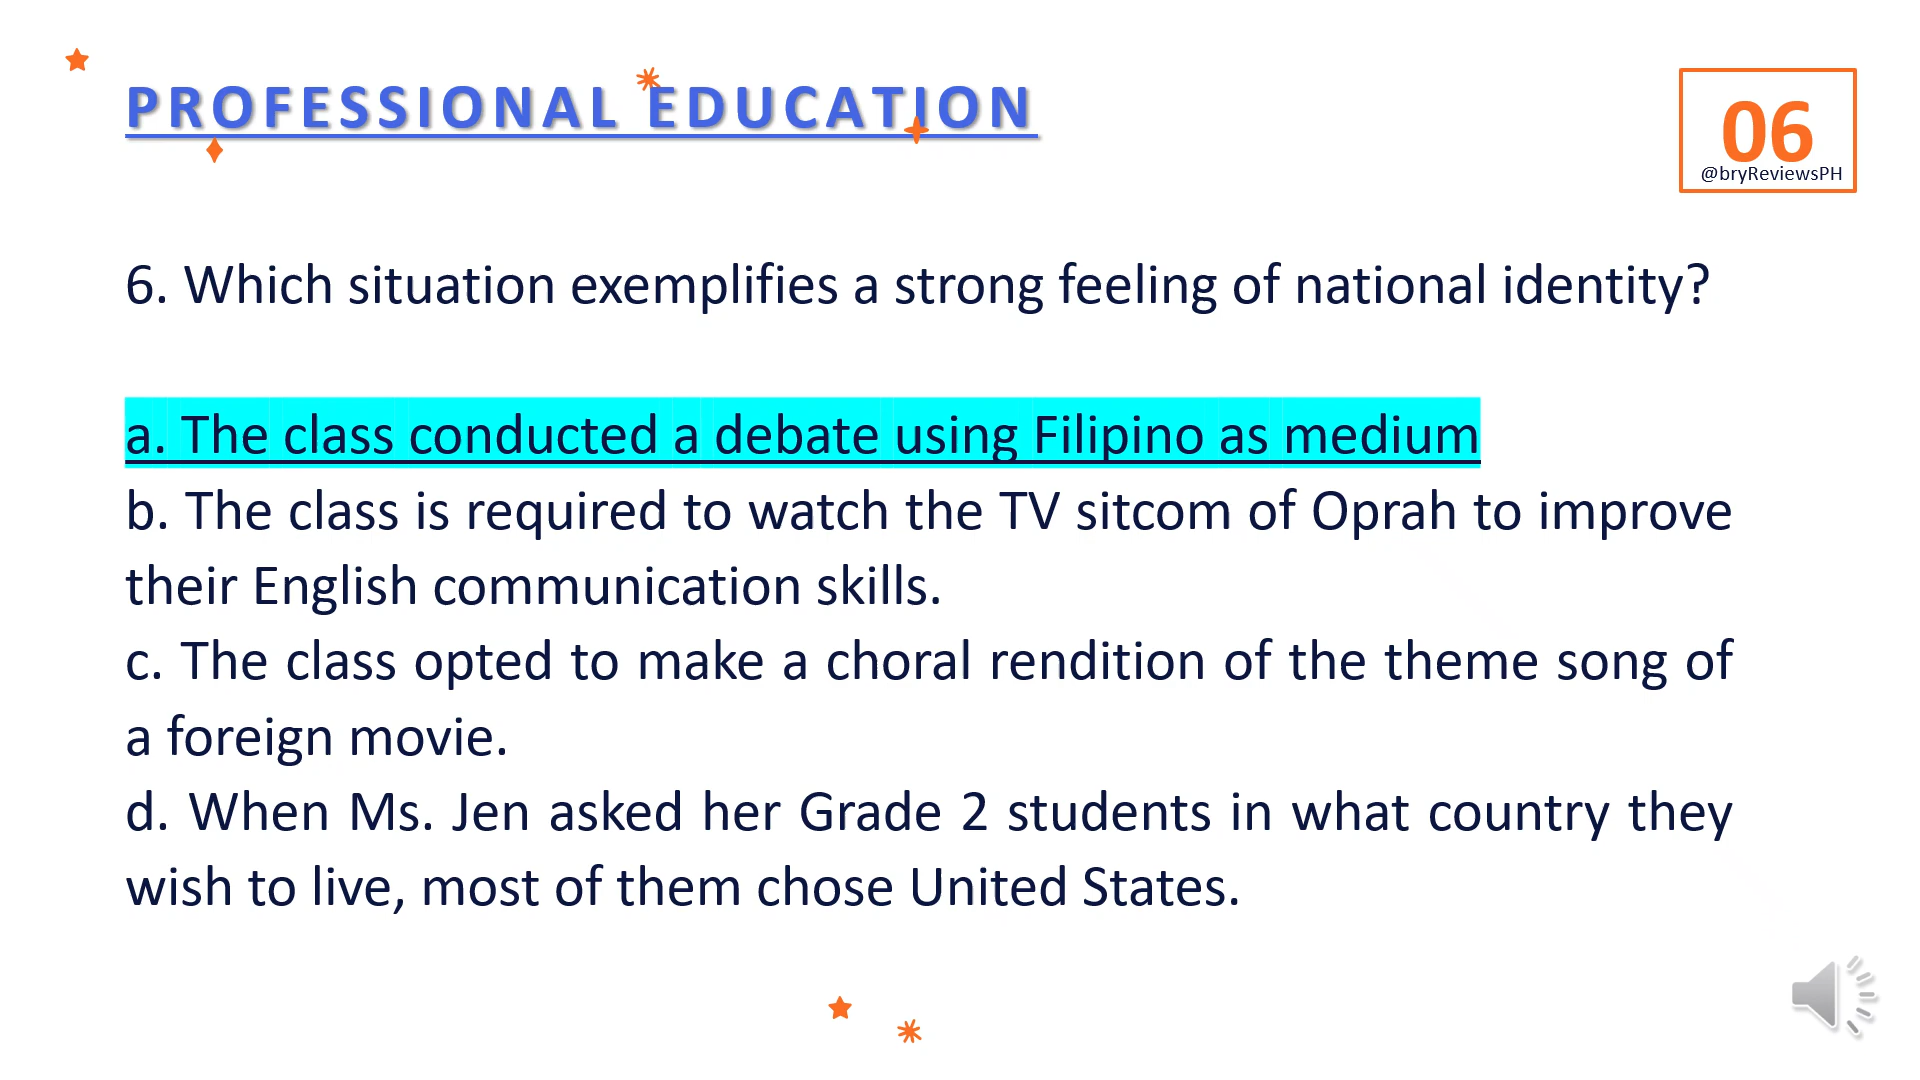 PROFESSIONAL EDUCATION
06
@bryReviewsPH
6. Which situation exemplifies a strong feeling of national identity?
a. The class conducted a debate using Filipino as medium
b. The class is required to watch the TV sitcom of Oprah to improve
their English communication skills.
c. The class opted to make a choral rendition of the theme song of
a foreign movie.
d. When Ms. Jen asked her Grade 2 students in what country they
wish to live, most of them chose United States.